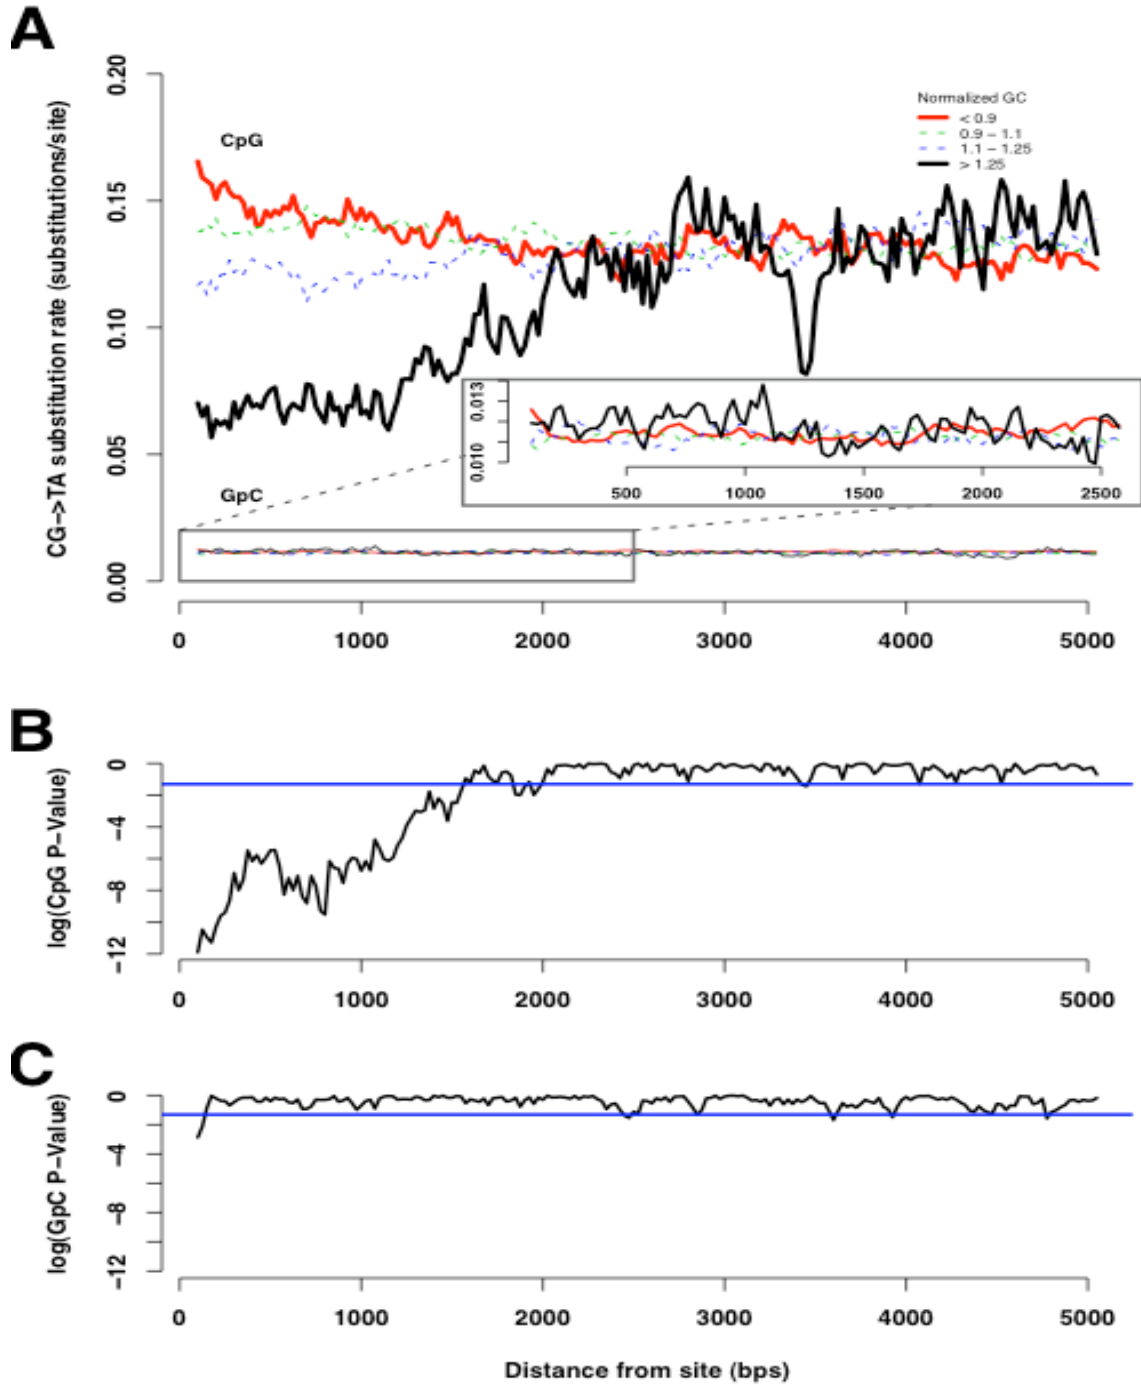 A
CG->TA substitution rate (substitutions/site)
0.20
0.15
0.10
0.05
0.00
CpG
Normalized GC
< 0.9
0.9 – 1.1
1.1 – 1.25
> 1.25
0.013
0.010
500 1000 1500 2000 2500
GpC
0 1000 2000 3000 4000 5000
B
log(CpG P–Value)
0
–4
–8
–12
0 1000 2000 3000 4000 5000
C
log(GpC P–Value)
0
–4
–8
–12
0 1000 2000 3000 4000 5000
Distance from site (bps)